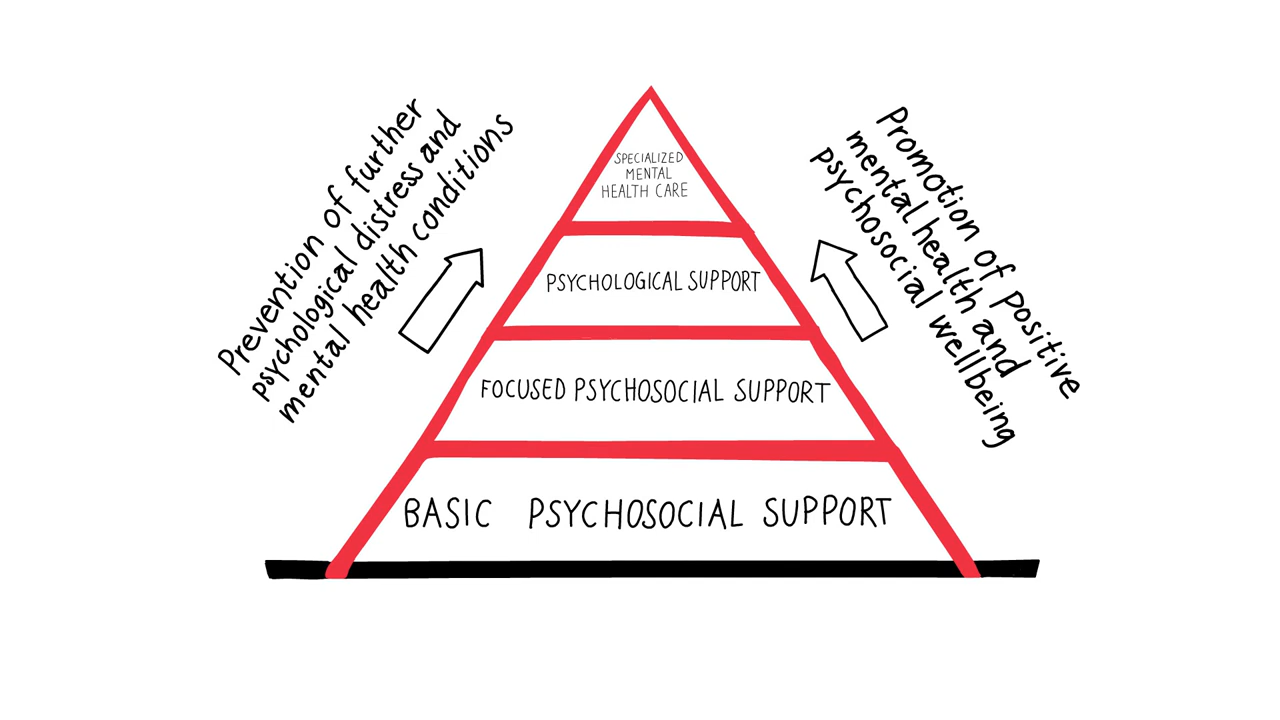 Prevention of further
psychological distress and
mental health conditions
Promotion of positive
mental health and
psychosocial wellbeing
SPECIALIZED
MENTAL
HEALTH CARE
PSYCHOLOGICAL SUPPORT
FOCUSED PSYCHOSOCIAL SUPPORT
BASIC PSYCHOSOCIAL SUPPORT